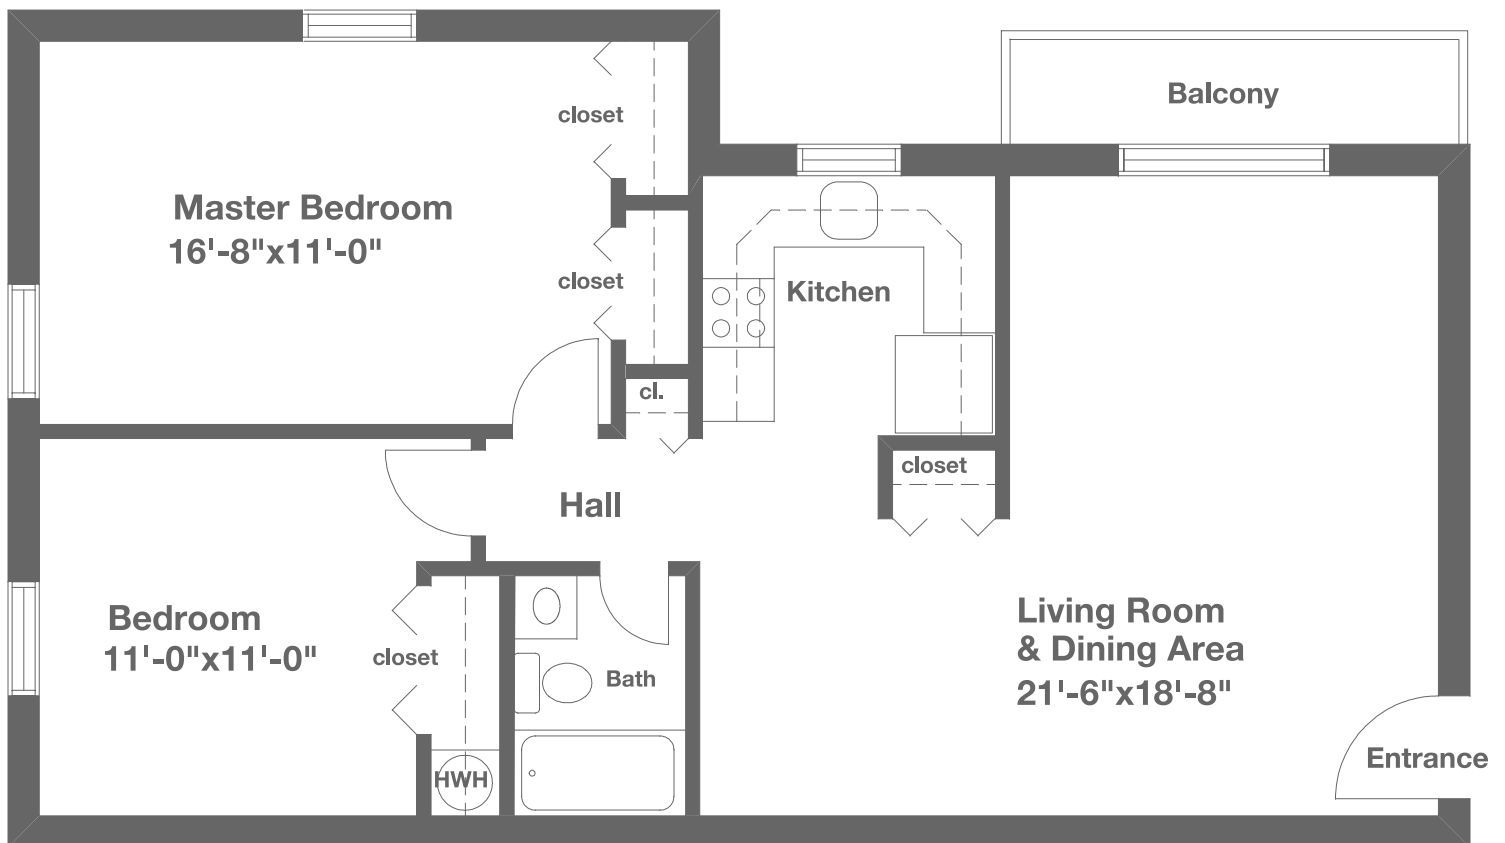 Balcony
closet
Master Bedroom
16'-8"x11'-0"
closet
Kitchen
cl.
closet
Hall
Bedroom
11'-0"x11'-0"
closet
Bath
HWH
Living Room
& Dining Area
21'-6"x18'-8"
Entrance